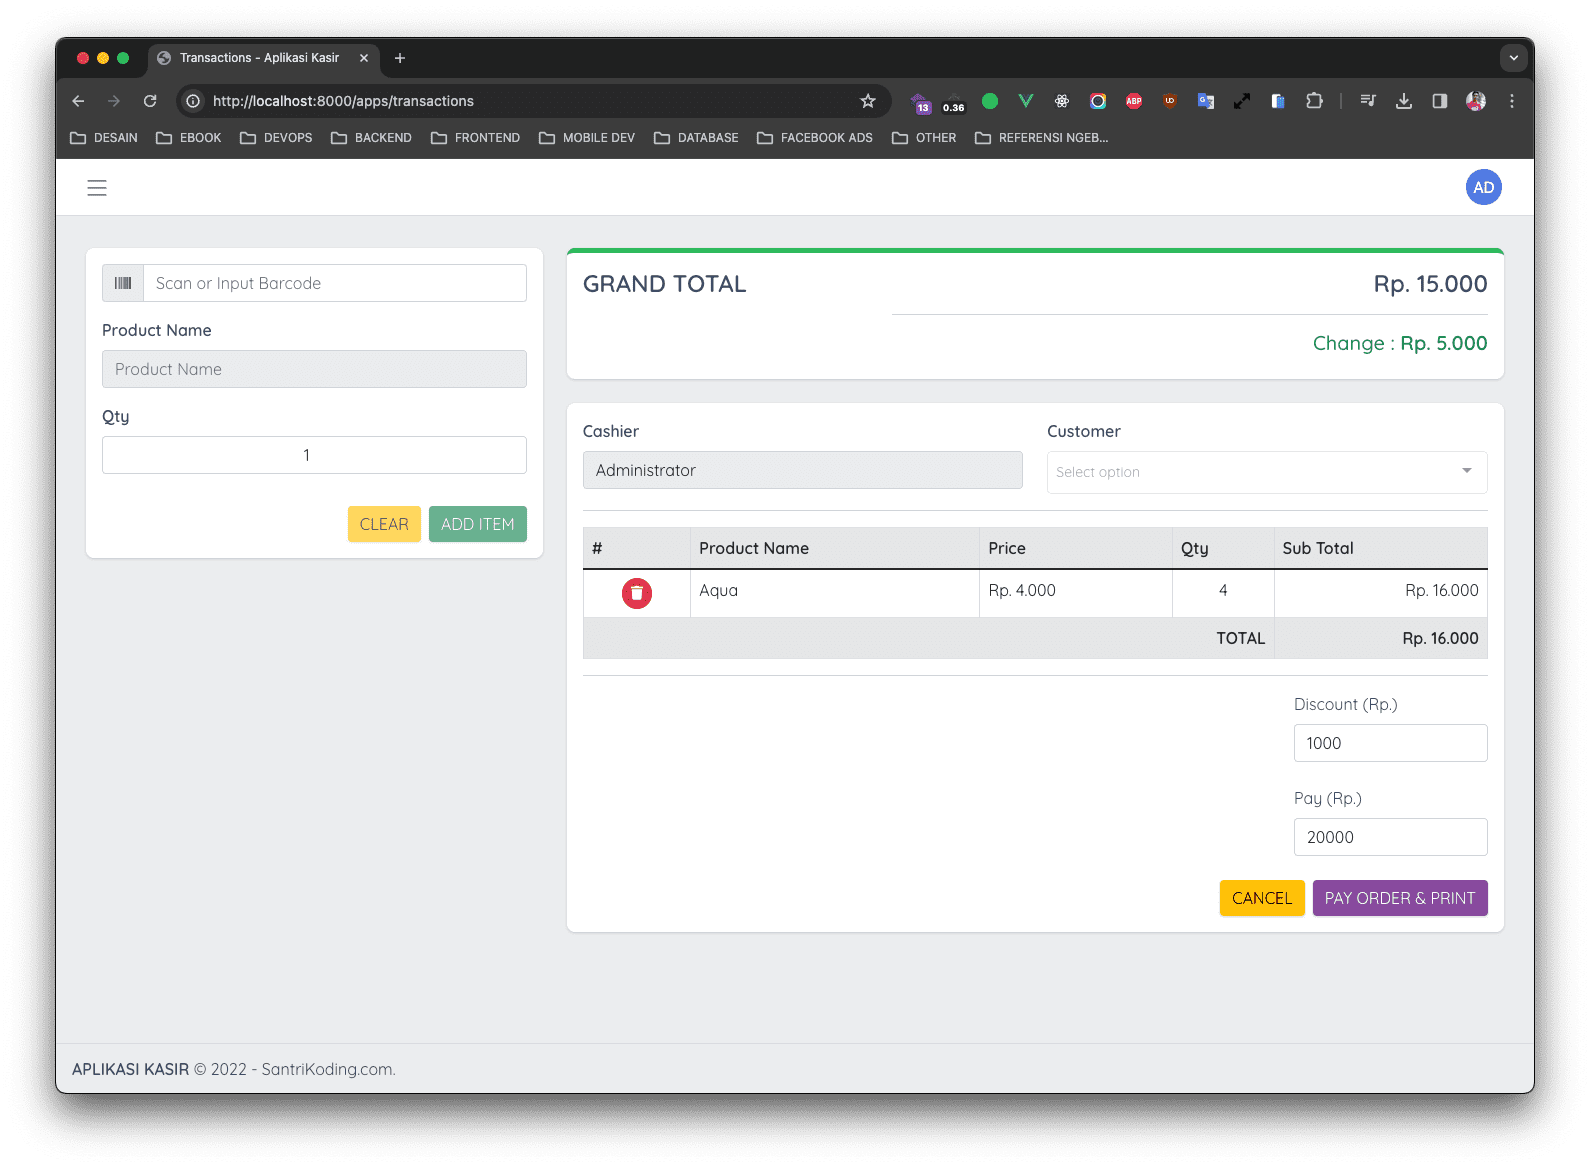 Transactions - Aplikasi Kasir
http://localhost:8000/apps/transactions
13
0.36
ABP
DESAIN EBOOK DEVOPS BACKEND FRONTEND MOBILE DEV DATABASE FACEBOOK ADS OTHER REFERENSI NGEB...
AD
Scan or Input Barcode
Product Name
Product Name
Qty
1
CLEAR ADD ITEM
GRAND TOTAL Rp. 15.000
Change : Rp. 5.000
Cashier Customer
Administrator Select option
# Product Name Price Qty Sub Total
Aqua Rp. 4.000 4 Rp. 16.000
TOTAL Rp. 16.000
Discount (Rp.)
1000
Pay (Rp.)
20000
CANCEL PAY ORDER & PRINT
APLIKASI KASIR © 2022 - SantriKoding.com.